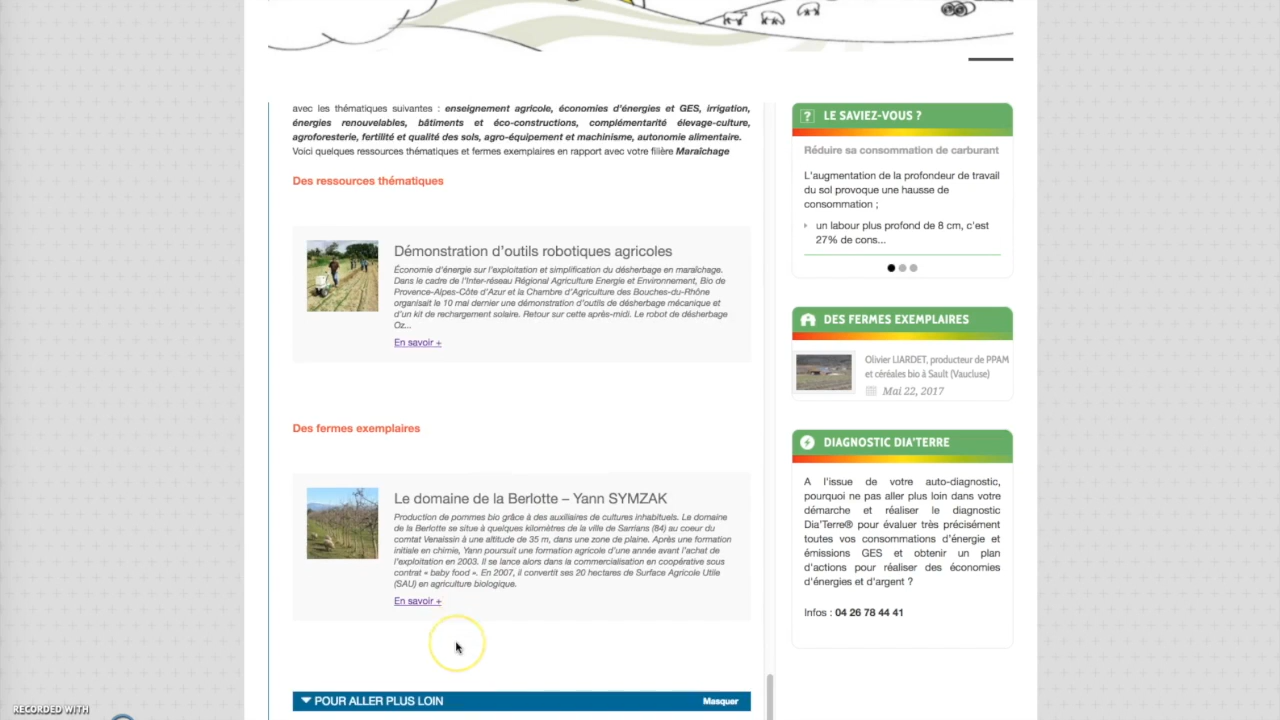 avec les thématiques suivantes : enseignement agricole, économies d'énergies et GES, irrigation,
énergies renouvelables, bâtiments et éco-constructions, complémentarité élevage-culture,
agroforesterie, fertilité et qualité des sols, agro-équipement et machinisme, autonomie alimentaire.
Voici quelques ressources thématiques et fermes exemplaires en rapport avec votre filière Maraîchage
Des ressources thématiques
Démonstration d'outils robotiques agricoles
Économie d'énergie sur l'exploitation et simplification du désherbage en maraîchage.
Dans le cadre de l'Inter-réseau Régional Agriculture Energie et Environnement, Bio de
Provence-Alpes-Côte d'Azur et la Chambre d'Agriculture des Bouches-du-Rhône
organisait le 10 mai dernier une démonstration d'outils de désherbage mécanique et
d'un kit de rechargement solaire. Retour sur cette après-midi. Le robot de désherbage
Oz...
En savoir +
Des fermes exemplaires
Le domaine de la Berlotte – Yann SYMZAK
Production de pommes bio grâce à des auxiliaires de cultures inhabituels. Le domaine
de la Berlotte se situe à quelques kilomètres de la ville de Sarrians (84) au coeur du
comtat Venaissin à une altitude de 35 m, dans une zone de plaine. Après une formation
initiale en chimie, Yann poursuit une formation agricole d'une année avant l'achat de
l'exploitation en 2003. Il se lance alors dans la commercialisation en coopérative sous
contrat « baby food ». En 2007, il convertit ses 20 hectares de Surface Agricole Utile
(SAU) en agriculture biologique.
En savoir +
POUR ALLER PLUS LOIN
Masquer
LE SAVIEZ-VOUS ?
Réduire sa consommation de carburant
L'augmentation de la profondeur de travail
du sol provoque une hausse de
consommation ;
un labour plus profond de 8 cm, c'est
27% de cons...
DES FERMES EXEMPLAIRES
Olivier LIARDET, producteur de PPAM
et céréales bio à Sault (Vaucluse)
Mai 22, 2017
DIAGNOSTIC DIA'TERRE
A l'issue de votre auto-diagnostic,
pourquoi ne pas aller plus loin dans votre
démarche et réaliser le diagnostic
Dia'Terre® pour évaluer très précisément
toutes vos consommations d'énergie et
émissions GES et obtenir un plan
d'actions pour réaliser des économies
d'énergies et d'argent ?
Infos : 04 26 78 44 41
RECORDED WITH